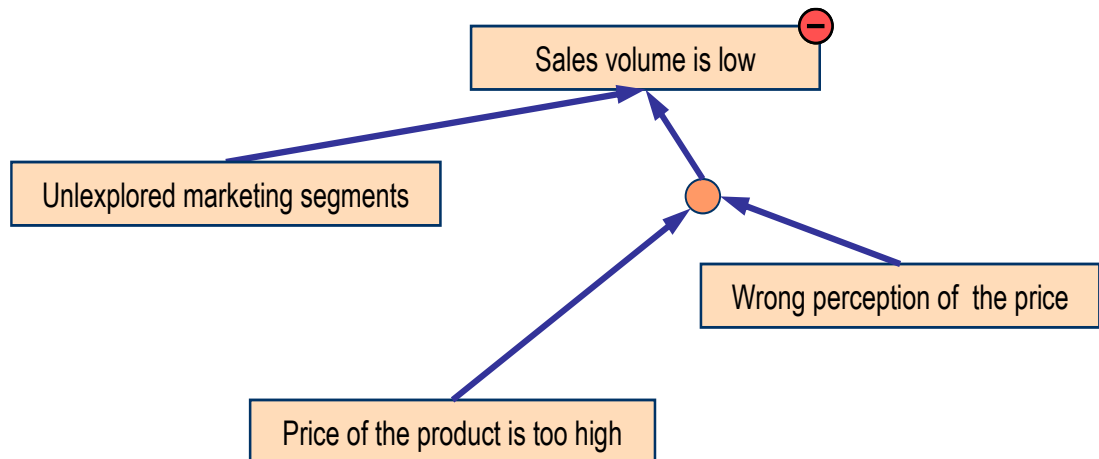 Sales volume is low
Unlexplored marketing segments
Wrong perception of  the price
Price of the product is too high